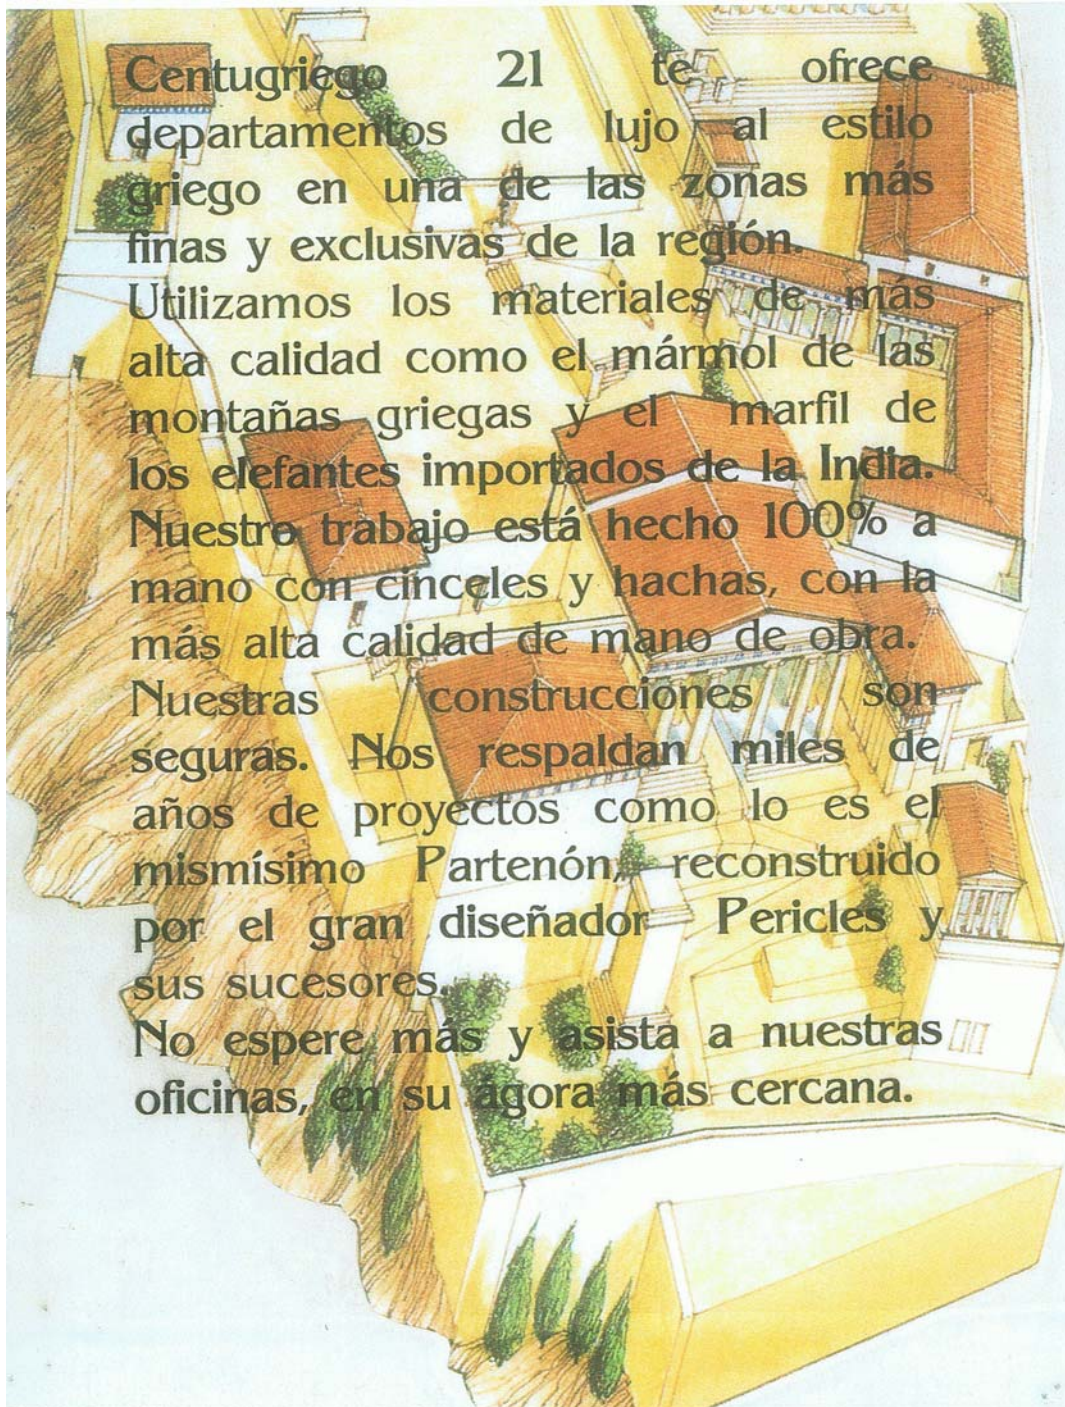 Centugriego 21 te ofrece
departamentos de lujo al estilo
griego en una de las zonas más
finas y exclusivas de la región.
Utilizamos los materiales de más
alta calidad como el mármol de las
montañas griegas y el marfil de
los elefantes importados de la India.
Nuestro trabajo está hecho 100% a
mano con cinceles y hachas, con la
más alta calidad de mano de obra.
Nuestras construcciones son
seguras. Nos respaldan miles de
años de proyectos como lo es el
mismísimo Partenón, reconstruido
por el gran diseñador Pericles y
sus sucesores.
No espere más y asista a nuestras
oficinas, en su ágora más cercana.